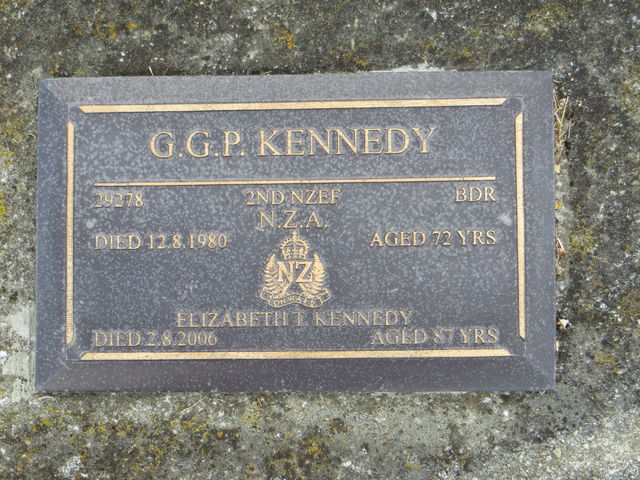 G.G.P. KENNEDY
29278 2ND NZEF BDR
N.Z.A.
DIED 12.8.1980 AGED 72 YRS
NZ
ONWARD
ELIZABETH T. KENNEDY
DIED 2.8.2006 AGED 87 YRS